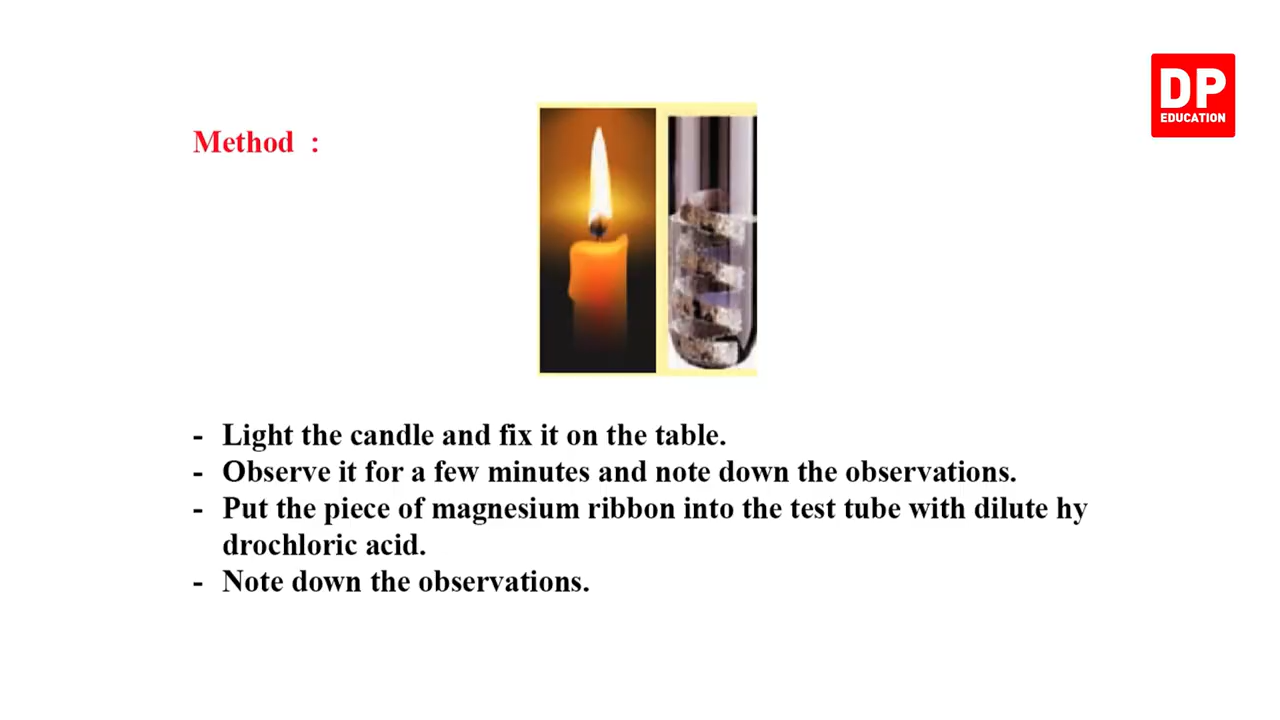 DP
EDUCATION
Method :
- Light the candle and fix it on the table.
- Observe it for a few minutes and note down the observations.
- Put the piece of magnesium ribbon into the test tube with dilute hy
drochloric acid.
- Note down the observations.